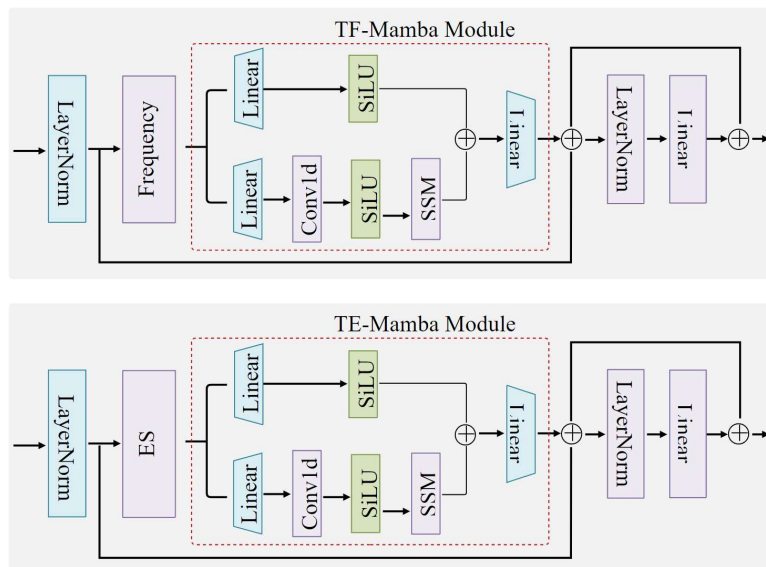 TF-Mamba Module
LayerNorm
Frequency
Linear
SiLU
Linear
Conv1d
SiLU
SSM
Linear
LayerNorm
Linear
TE-Mamba Module
LayerNorm
ES
Linear
SiLU
Linear
Conv1d
SiLU
SSM
Linear
LayerNorm
Linear